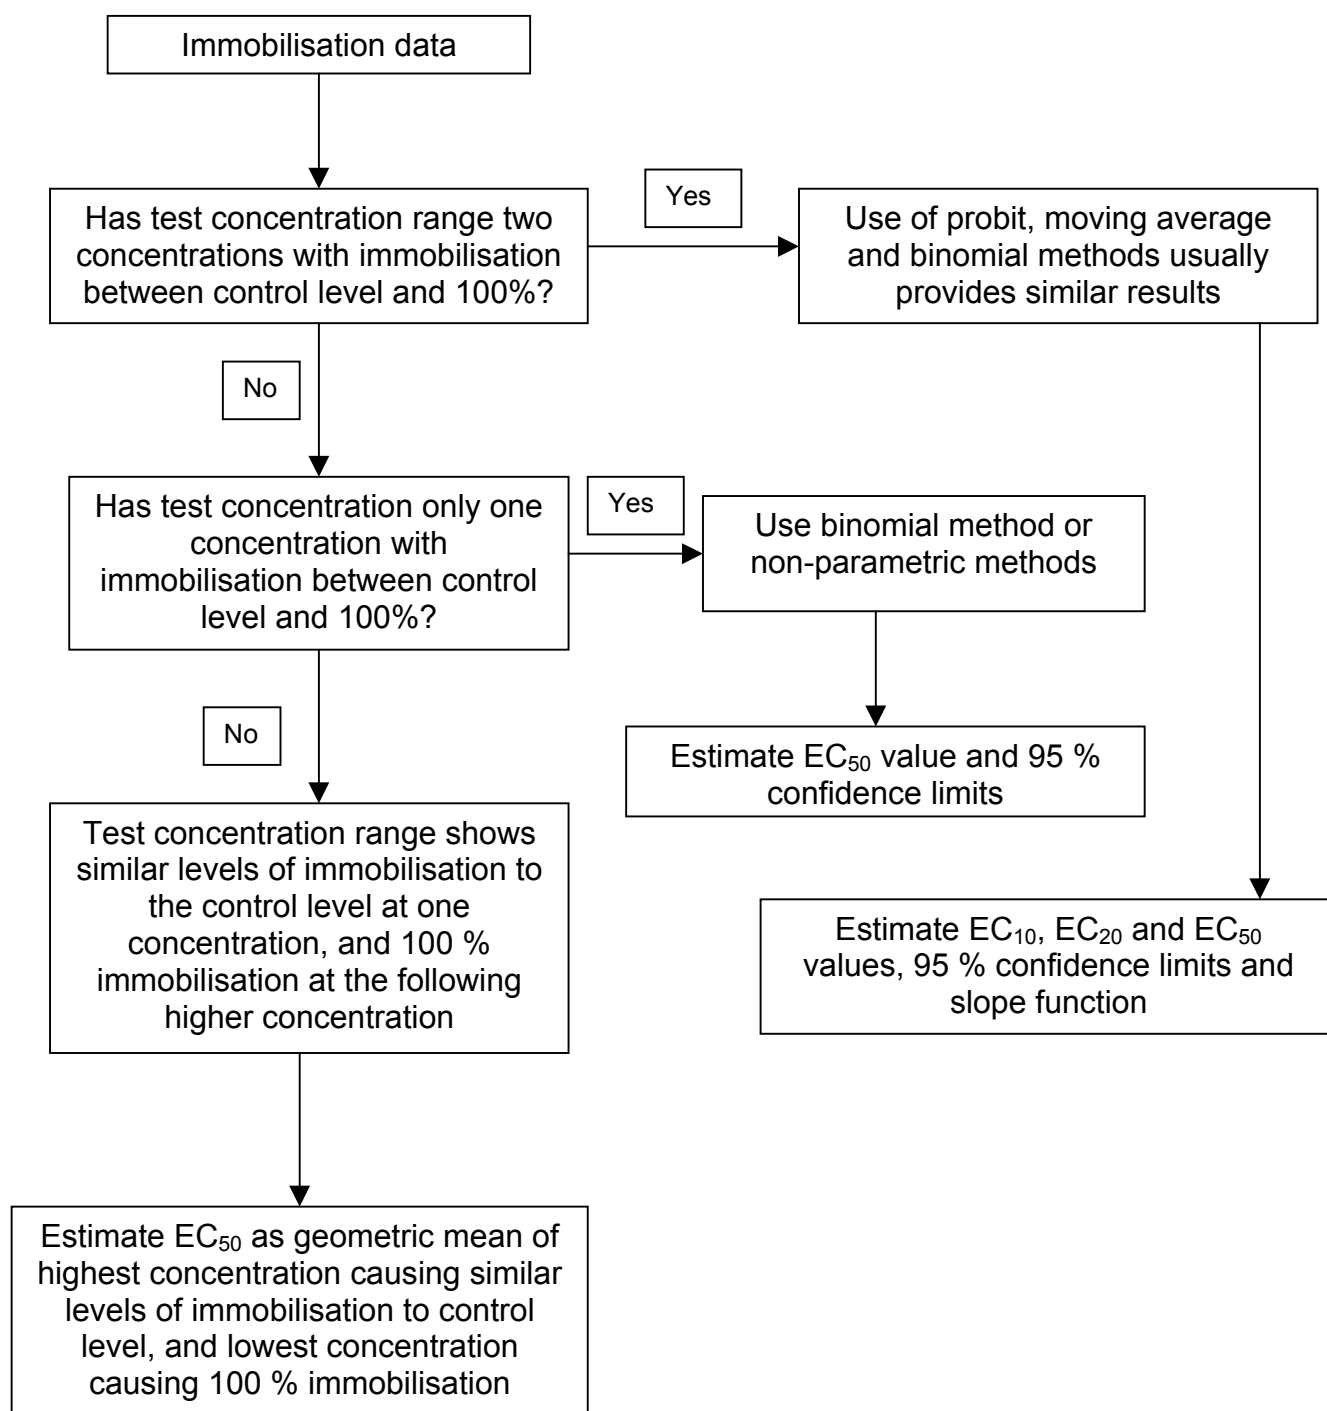 Immobilisation data
Has test concentration range two
concentrations with immobilisation
between control level and 100%?
Yes
Use of probit, moving average
and binomial methods usually
provides similar results
No
Has test concentration only one
concentration with
immobilisation between control
level and 100%?
Yes
Use binomial method or
non-parametric methods
No
Estimate EC₅₀ value and 95 %
confidence limits
Test concentration range shows
similar levels of immobilisation to
the control level at one
concentration, and 100 %
immobilisation at the following
higher concentration
Estimate EC₁₀, EC₂₀ and EC₅₀
values, 95 % confidence limits and
slope function
Estimate EC₅₀ as geometric mean of
highest concentration causing similar
levels of immobilisation to control
level, and lowest concentration
causing 100 % immobilisation